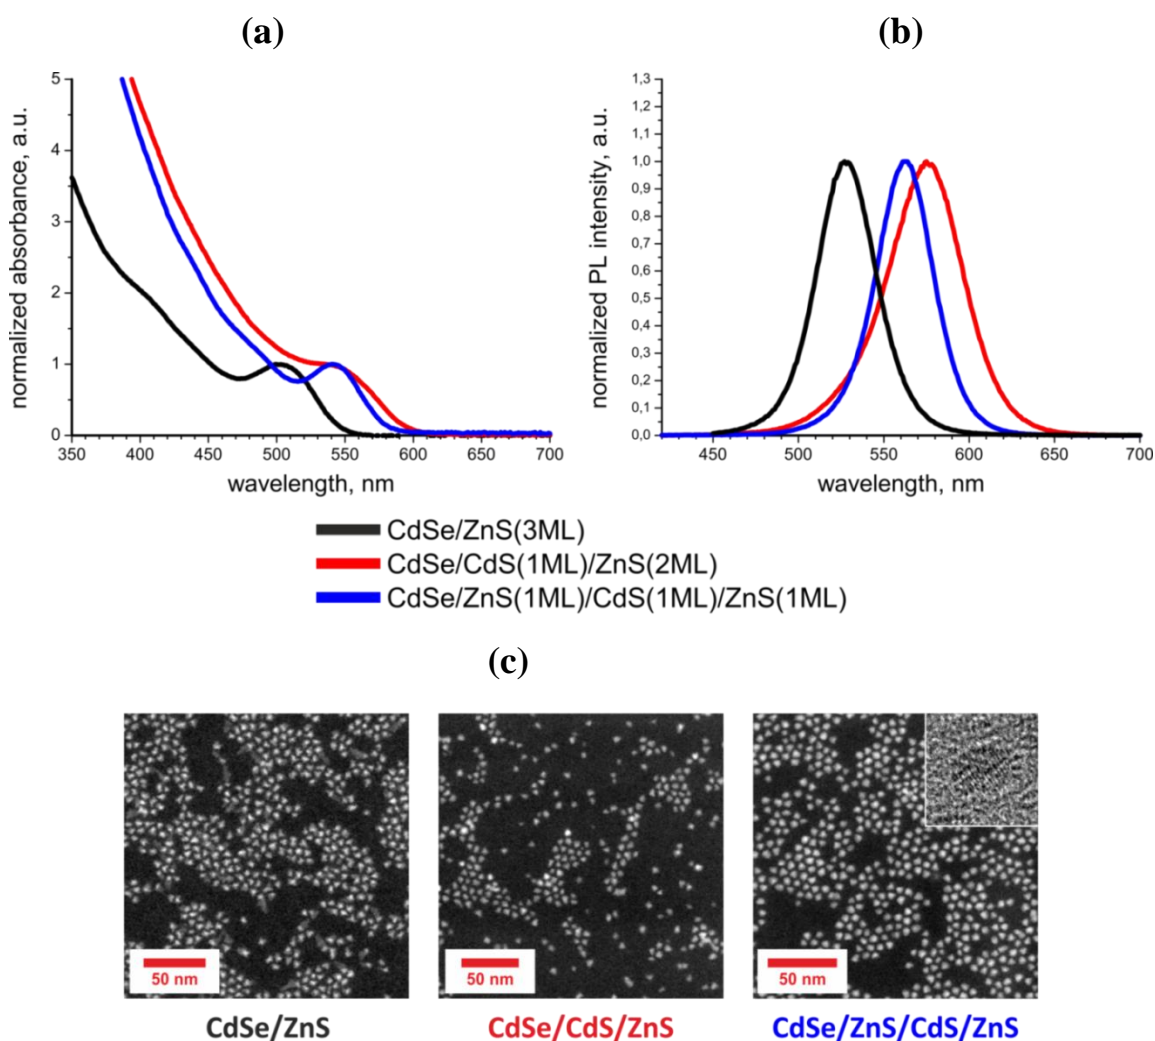 (a)
(b)
normalized absorbance, a.u.
5
4
3
2
1
0
350 400 450 500 550 600 650 700
wavelength, nm
normalized PL intensity, a.u.
1,3
1,2
1,1
1,0
0,9
0,8
0,7
0,6
0,5
0,4
0,3
0,2
0,1
0,0
450 500 550 600 650 700
wavelength, nm
CdSe/ZnS(3ML)
CdSe/CdS(1ML)/ZnS(2ML)
CdSe/ZnS(1ML)/CdS(1ML)/ZnS(1ML)
(c)
50 nm
50 nm
50 nm
CdSe/ZnS
CdSe/CdS/ZnS
CdSe/ZnS/CdS/ZnS